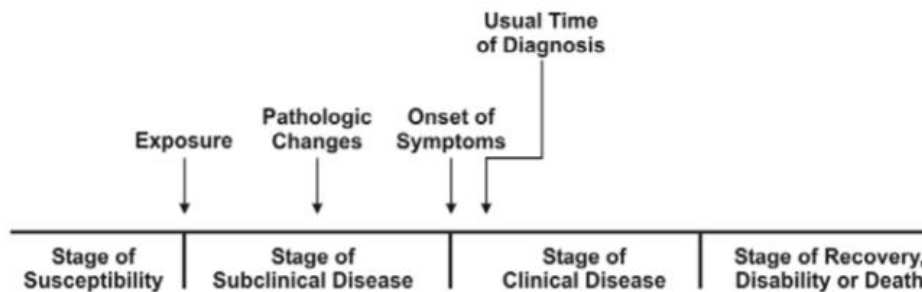 Usual Time
of Diagnosis
Exposure
Pathologic
Changes
Onset of
Symptoms
Stage of
Susceptibility
Stage of
Subclinical Disease
Stage of
Clinical Disease
Stage of Recovery,
Disability or Death